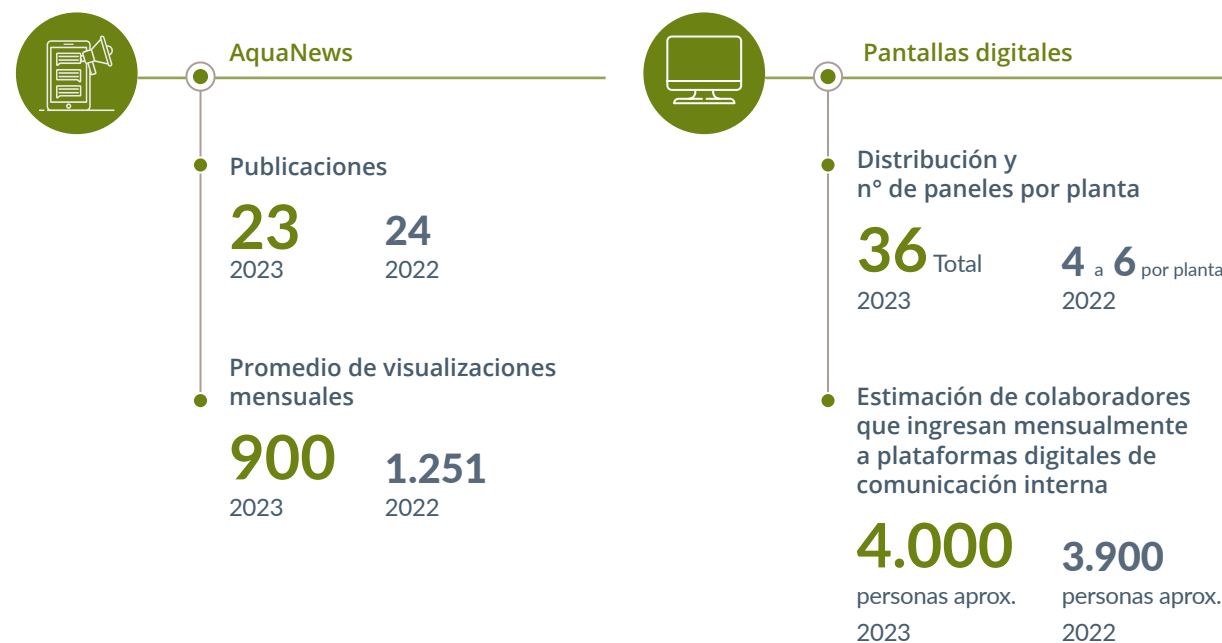 AquaNews
Publicaciones
23
24
2023
2022
Promedio de visualizaciones
mensuales
900
1.251
2023
2022
Pantallas digitales
Distribución y
n° de paneles por planta
36 Total
4 a 6 por planta
2023
2022
Estimación de colaboradores
que ingresan mensualmente
a plataformas digitales de
comunicación interna
4.000
3.900
personas aprox.
personas aprox.
2023
2022